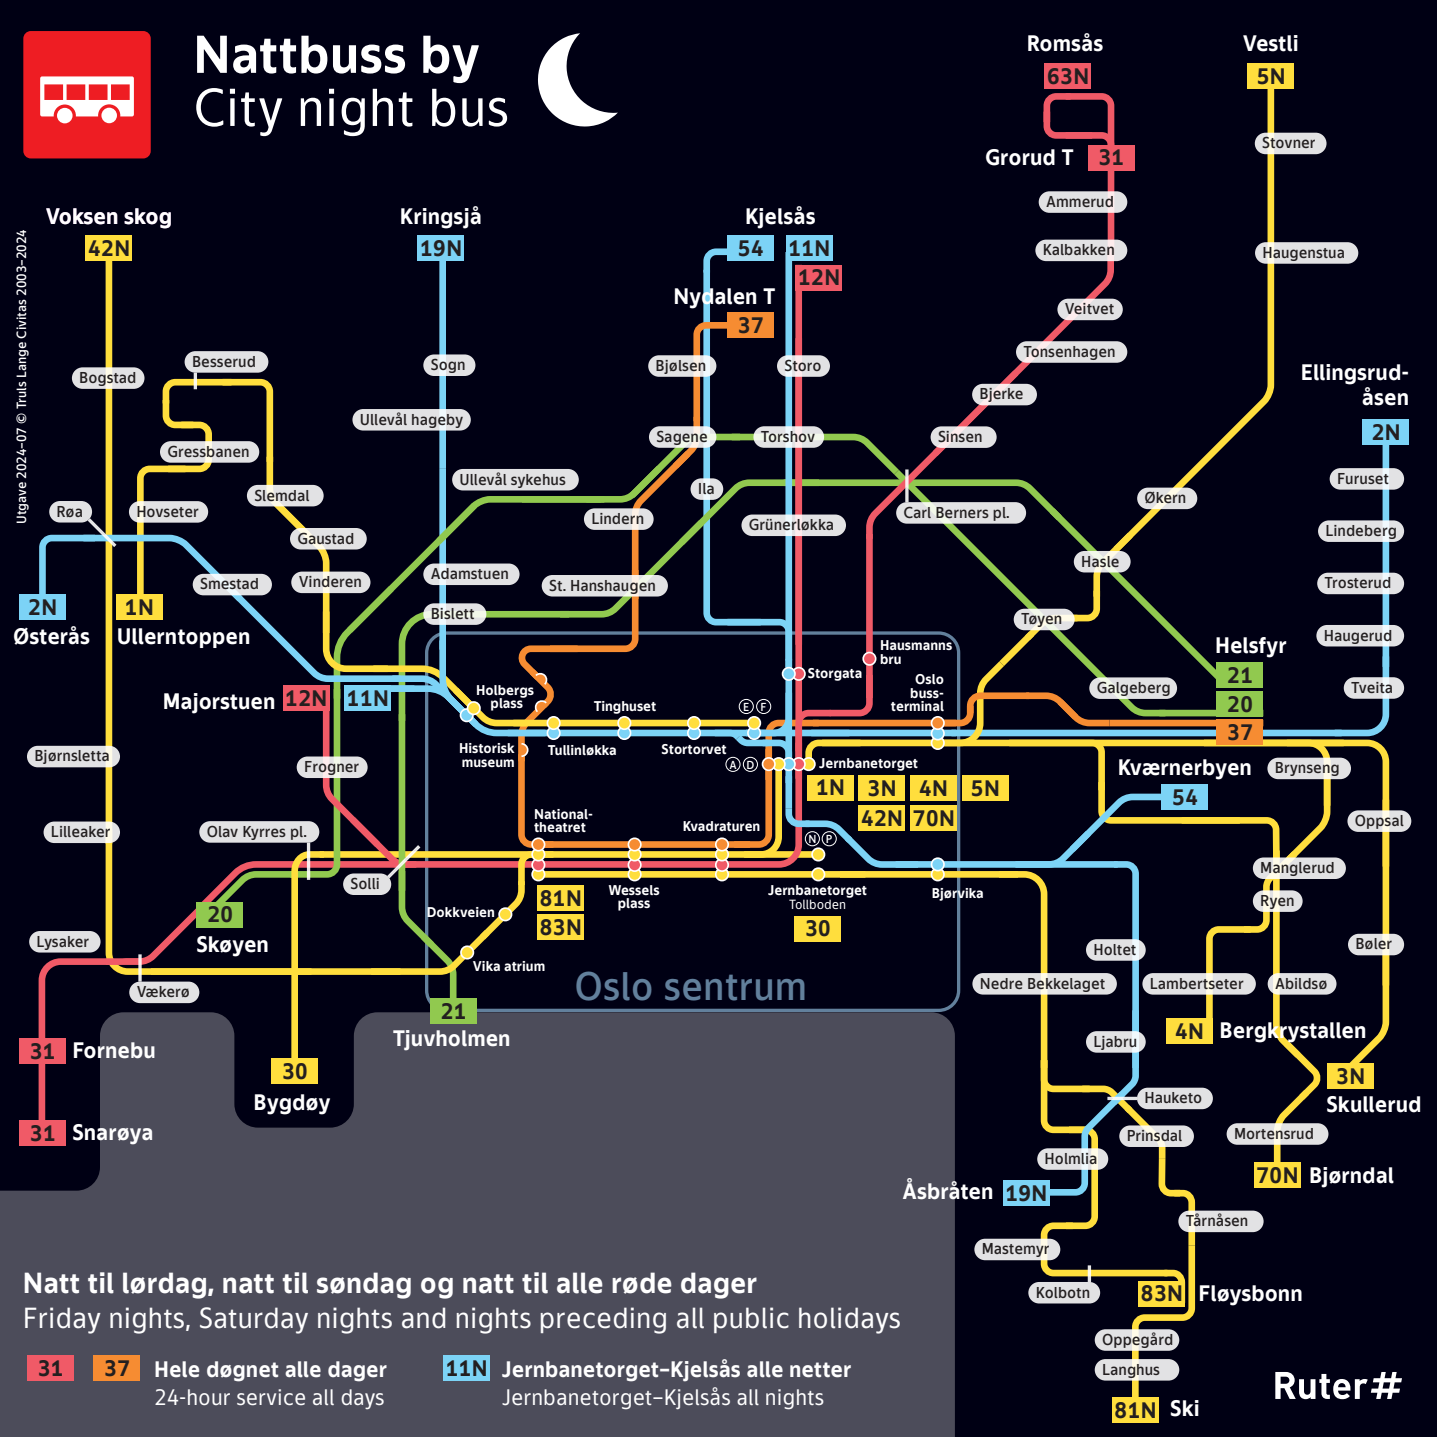 Nattbuss by
City night bus
Utgave 2024-07 © Truls Lange Civitas 2003-2024
Romsås
63N
Grorud T
31
Ammerud
Kalbakken
Veitvet
Tonsenhagen
Bjerke
Sinsen
Vestli
5N
Stovner
Haugenstua
Økern
Hasle
Tøyen
Voksen skog
42N
Bogstad
Besserud
Gressbanen
Slemdal
Røa
Hovseter
Gaustad
Smestad
Vinderen
2N
Østerås
1N
Ullerntoppen
Kringsjå
19N
Sogn
Ullevål hageby
Ullevål sykehus
Adamstuen
Bislett
Kjelsås
54
11N
12N
Nydalen T
37
Bjølsen
Storo
Sagene
Torshov
Ila
Lindern
Grünerløkka
St. Hanshaugen
Carl Berners pl.
Ellingsrud-
åsen
2N
Furuset
Lindeberg
Trosterud
Haugerud
Tveita
Helsfyr
21
20
37
Galgeberg
Majorstuen
12N
11N
Frogner
Bjørnsletta
Lilleaker
Olav Kyrres pl.
Solli
20
Skøyen
Lysaker
Vækerø
31
Fornebu
31
Snarøya
30
Bygdøy
21
Tjuvholmen
Hausmanns
bru
Storgata
Oslo
buss-
terminal
Holbergs
plass
Tinghuset
E F
Historisk
museum
Tullinløkka
Stortorvet
A D
Jernbanetorget
1N
3N
4N
5N
42N
70N
National-
theatret
Kvadraturen
N P
81N
83N
Wessels
plass
Jernbanetorget
Tollboden
30
Bjørvika
Dokkveien
Vika atrium
Oslo sentrum
Kværnerbyen
54
Brynseng
Oppsal
Manglerud
Ryen
Bøler
Holtet
Nedre Bekkelaget
Lambertseter
Abildsø
4N
Bergkrystallen
Ljabru
3N
Skullerud
Hauketo
Prinsdal
Mortensrud
Holmlia
70N
Bjørndal
Åsbråten
19N
Tårnåsen
Mastemyr
Kolbotn
83N
Fløysbonn
Oppegård
Langhus
81N
Ski
Natt til lørdag, natt til søndag og natt til alle røde dager
Friday nights, Saturday nights and nights preceding all public holidays
31
37
Hele døgnet alle dager
24-hour service all days
11N
Jernbanetorget–Kjelsås alle netter
Jernbanetorget–Kjelsås all nights
Ruter#